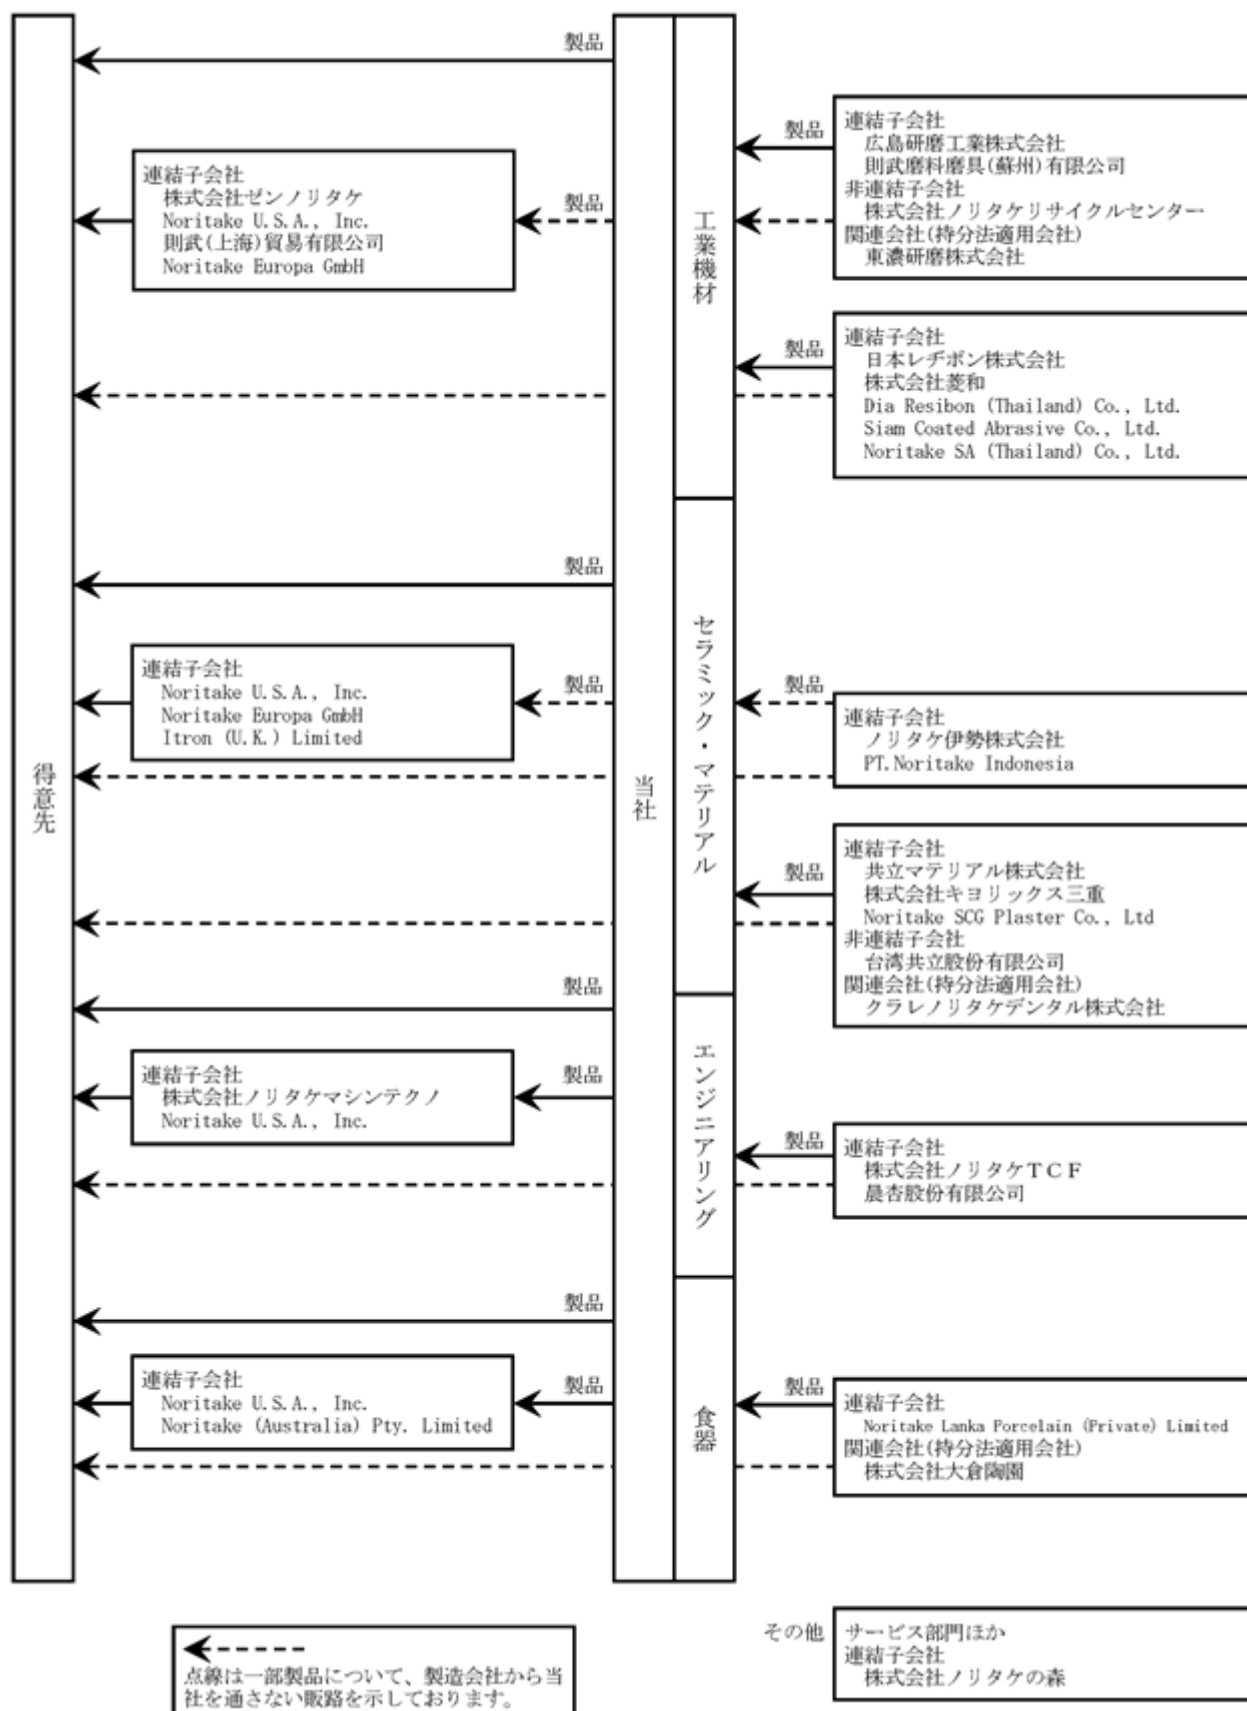 得意先
当社
工業機材
製品
連結子会社
株式会社ゼンノリタケ
Noritake U.S.A., Inc.
則武(上海)貿易有限公司
Noritake Europa GmbH
製品
製品
連結子会社
広島研磨工業株式会社
則武磨料磨具(蘇州)有限公司
非連結子会社
株式会社ノリタケリサイクルセンター
関連会社(持分法適用会社)
東濃研磨株式会社
製品
連結子会社
日本レヂボン株式会社
株式会社菱和
Dia Resibon (Thailand) Co., Ltd.
Siam Coated Abrasive Co., Ltd.
Noritake SA (Thailand) Co., Ltd.
セラミック・マテリアル
製品
連結子会社
Noritake U.S.A., Inc.
Noritake Europa GmbH
Itron (U.K.) Limited
製品
製品
連結子会社
ノリタケ伊勢株式会社
PT.Noritake Indonesia
製品
連結子会社
共立マテリアル株式会社
株式会社キヨリックス三重
Noritake SCG Plaster Co., Ltd
非連結子会社
台湾共立股份有限公司
関連会社(持分法適用会社)
クラレノリタケデンタル株式会社
エンジニアリング
製品
連結子会社
株式会社ノリタケマシンテクノ
Noritake U.S.A., Inc.
製品
製品
連結子会社
株式会社ノリタケＴＣＦ
晨杏股份有限公司
食器
製品
連結子会社
Noritake U.S.A., Inc.
Noritake (Australia) Pty. Limited
製品
製品
連結子会社
Noritake Lanka Porcelain (Private) Limited
関連会社(持分法適用会社)
株式会社大倉陶園
点線は一部製品について、製造会社から当
社を通さない販路を示しております。
その他
サービス部門ほか
連結子会社
株式会社ノリタケの森